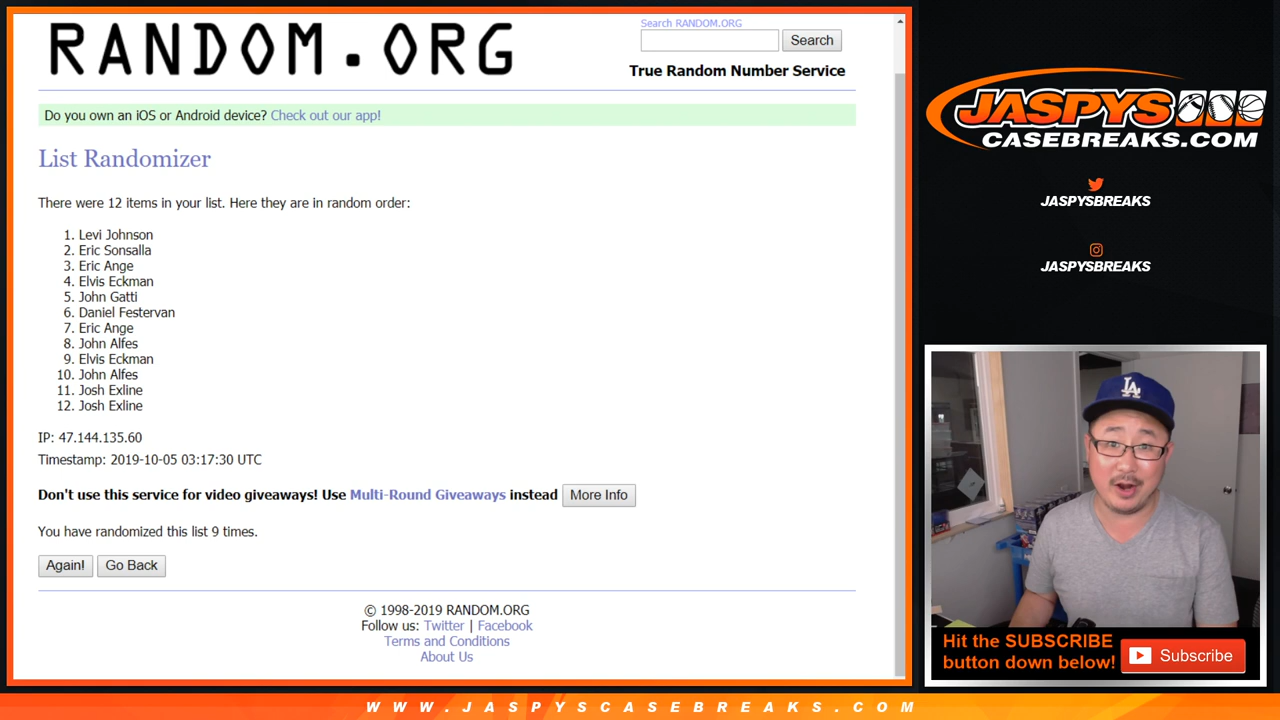 RANDOM.ORG
Search RANDOM.ORG
Search
True Random Number Service
Do you own an iOS or Android device? Check out our app!
List Randomizer
There were 12 items in your list. Here they are in random order:
1. Levi Johnson
2. Eric Sonsalla
3. Eric Ange
4. Elvis Eckman
5. John Gatti
6. Daniel Festervan
7. Eric Ange
8. John Alfes
9. Elvis Eckman
10. John Alfes
11. Josh Exline
12. Josh Exline
IP: 47.144.135.60
Timestamp: 2019-10-05 03:17:30 UTC
Don't use this service for video giveaways! Use Multi-Round Giveaways instead More Info
You have randomized this list 9 times.
Again! Go Back
© 1998-2019 RANDOM.ORG
Follow us: Twitter | Facebook
Terms and Conditions
About Us
JASPYS
CASEBREAKS.COM
JASPYSBREAKS
JASPYSBREAKS
LA
Hit the SUBSCRIBE
button down below!
Subscribe
WWW.JASPYSCASEBREAKS.COM